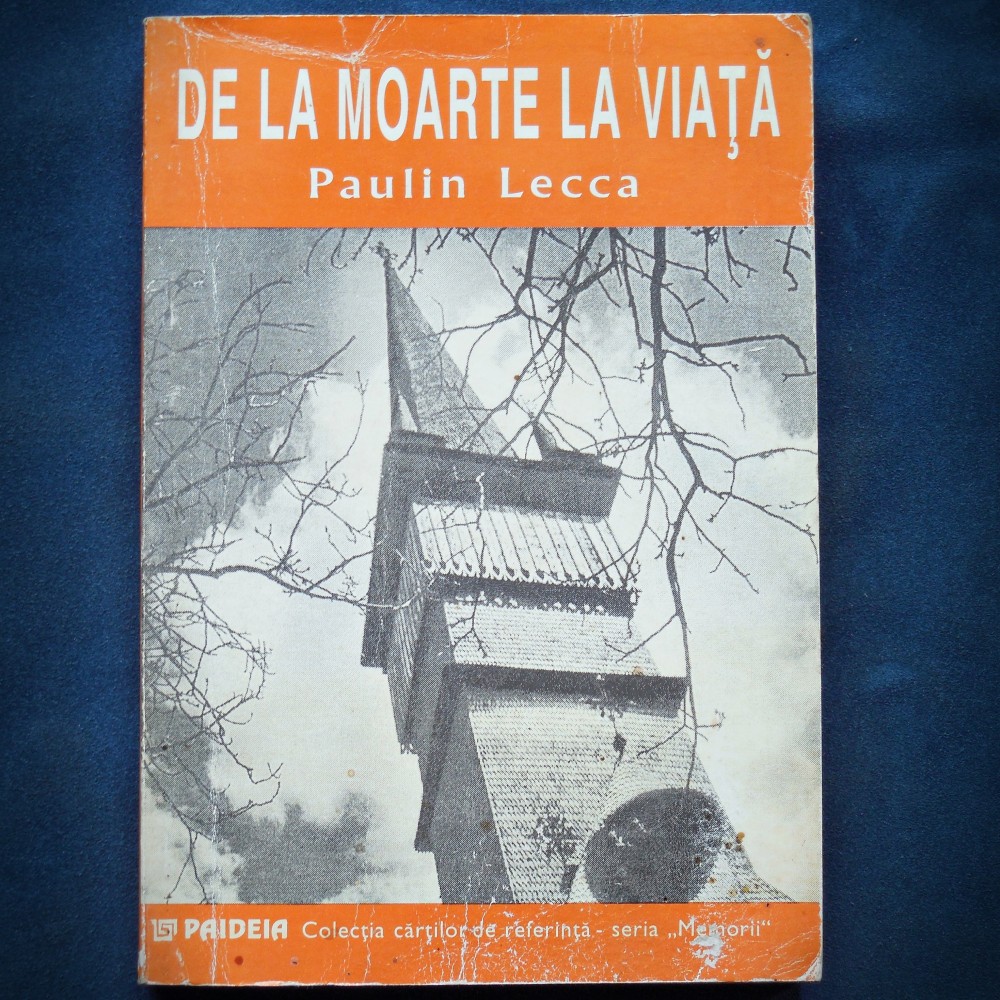 DE LA MOARTE LA VIAŢĂ
Paulin Lecca
PAIDEIA Colecţia cărţilor de referinţă - seria „Memorii“